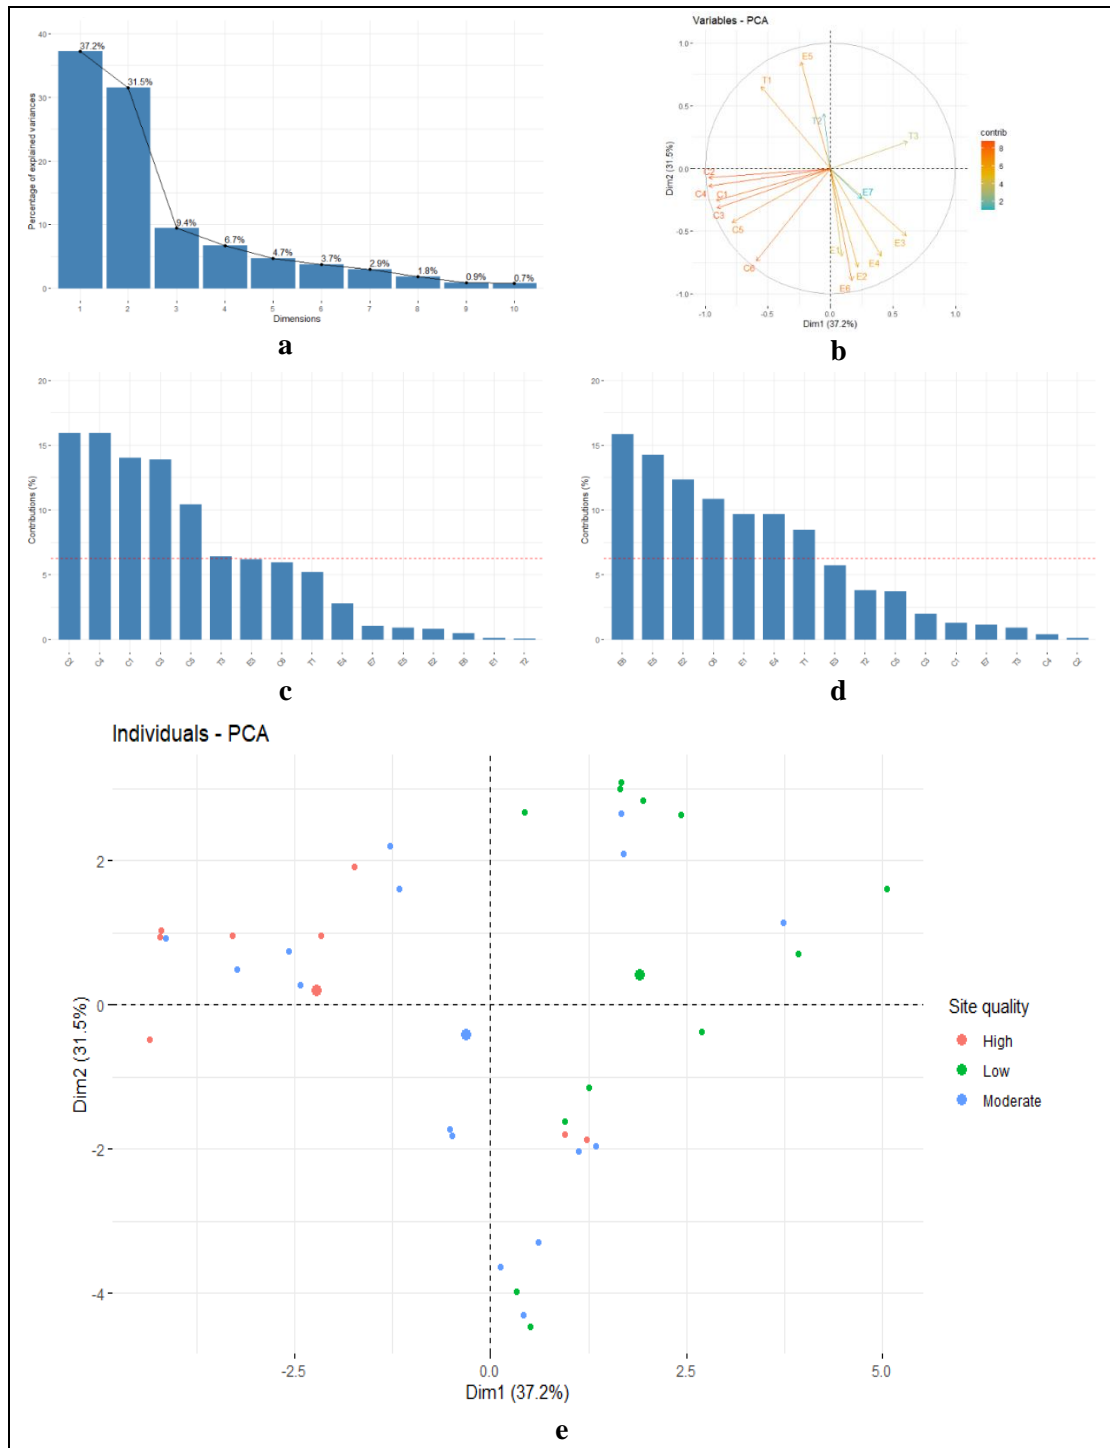 Percentage of explained variances
40
30
20
10
0
37.2%
31.5%
9.4%
6.7%
4.7%
3.7%
2.9%
1.8%
0.9%
0.7%
1 2 3 4 5 6 7 8 9 10
Dimensions
a
Variables - PCA
Dim2 (31.5%)
1.0
0.5
0.0
-0.5
-1.0
E5
T1
T2
T3
C2
C4
C1
C3
C5
C6
E7
E3
E1
E4
E2
E6
-1.0 -0.5 0.0 0.5 1.0
Dim1 (37.2%)
contrib
8
6
4
2
b
Contributions (%)
20
15
10
5
0
C2 C4 C1 C3 C5 T3 E3 C6 T1 E4 E7 E5 E2 E6 E1 T2
c
Contributions (%)
20
15
10
5
0
E6 E5 E2 C6 E1 E4 T1 E3 T2 C5 C3 C1 E7 T3 C4 C2
d
Individuals - PCA
Dim2 (31.5%)
2
0
-2
-4
-2.5 0.0 2.5 5.0
Dim1 (37.2%)
Site quality
High
Low
Moderate
e